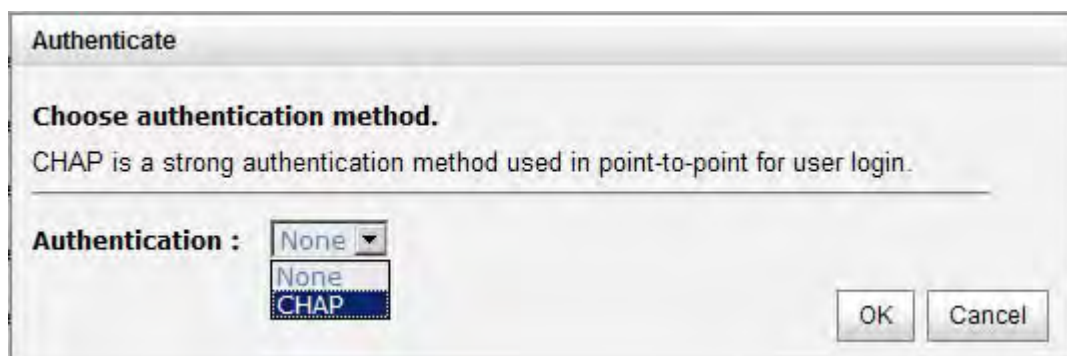 Authenticate
Choose authentication method.
CHAP is a strong authentication method used in point-to-point for user login.
Authentication : None
None
CHAP
OK Cancel